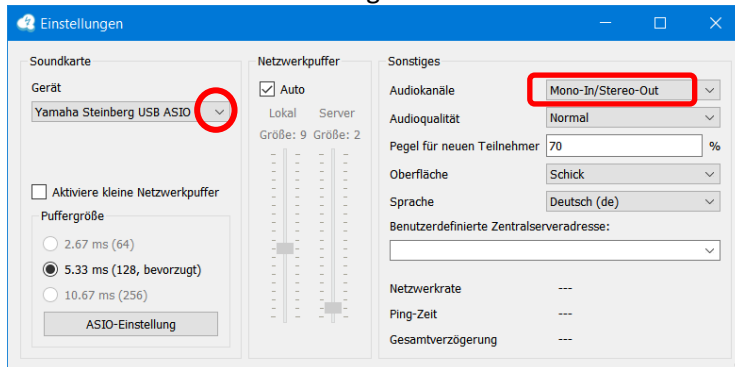 Einstellungen
Soundkarte
Gerät
Yamaha Steinberg USB ASIO
Aktiviere kleine Netzwerkpuffer
Puffergröße
2.67 ms (64)
5.33 ms (128, bevorzugt)
10.67 ms (256)
ASIO-Einstellung
Netzwerkpuffer
Auto
Lokal Server
Größe: 9 Größe: 2
Sonstiges
Audiokanäle Mono-In/Stereo-Out
Audioqualität Normal
Pegel für neuen Teilnehmer 70 %
Oberfläche Schick
Sprache Deutsch (de)
Benutzerdefinierte Zentralserveradresse:
Netzwerkrate ---
Ping-Zeit ---
Gesamtverzögerung ---